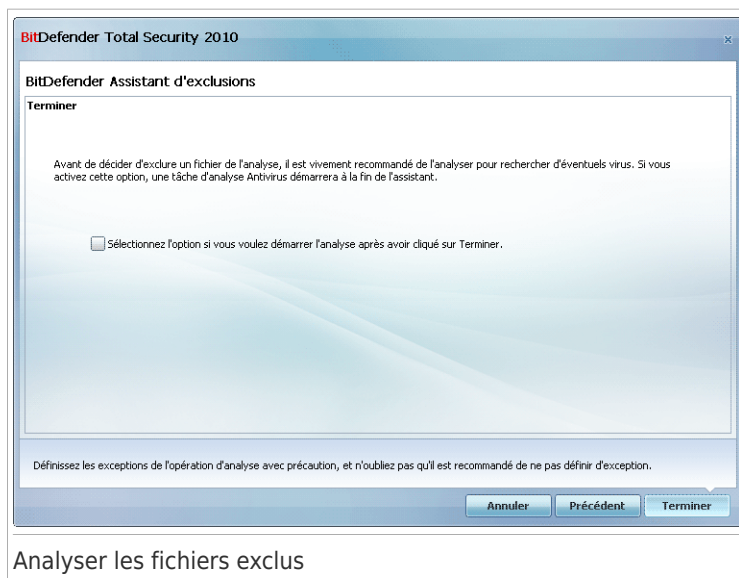 BitDefender Total Security 2010
x
BitDefender Assistant d'exclusions
Terminer
Avant de décider d'exclure un fichier de l'analyse, il est vivement recommandé de l'analyser pour rechercher d'éventuels virus. Si vous
activez cette option, une tâche d'analyse Antivirus démarrera à la fin de l'assistant.
Sélectionnez l'option si vous voulez démarrer l'analyse après avoir cliqué sur Terminer.
Définissez les exceptions de l'opération d'analyse avec précaution, et n'oubliez pas qu'il est recommandé de ne pas définir d'exception.
Annuler Précédent Terminer
Analyser les fichiers exclus